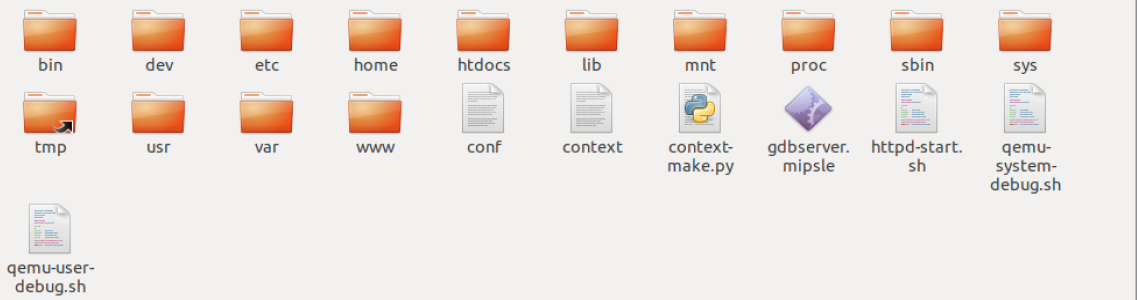 bin dev etc home htdocs lib mnt proc sbin sys
tmp usr var www conf context context-make.py gdbserver.mipsle httpd-start.sh qemu-system-debug.sh
qemu-user-debug.sh